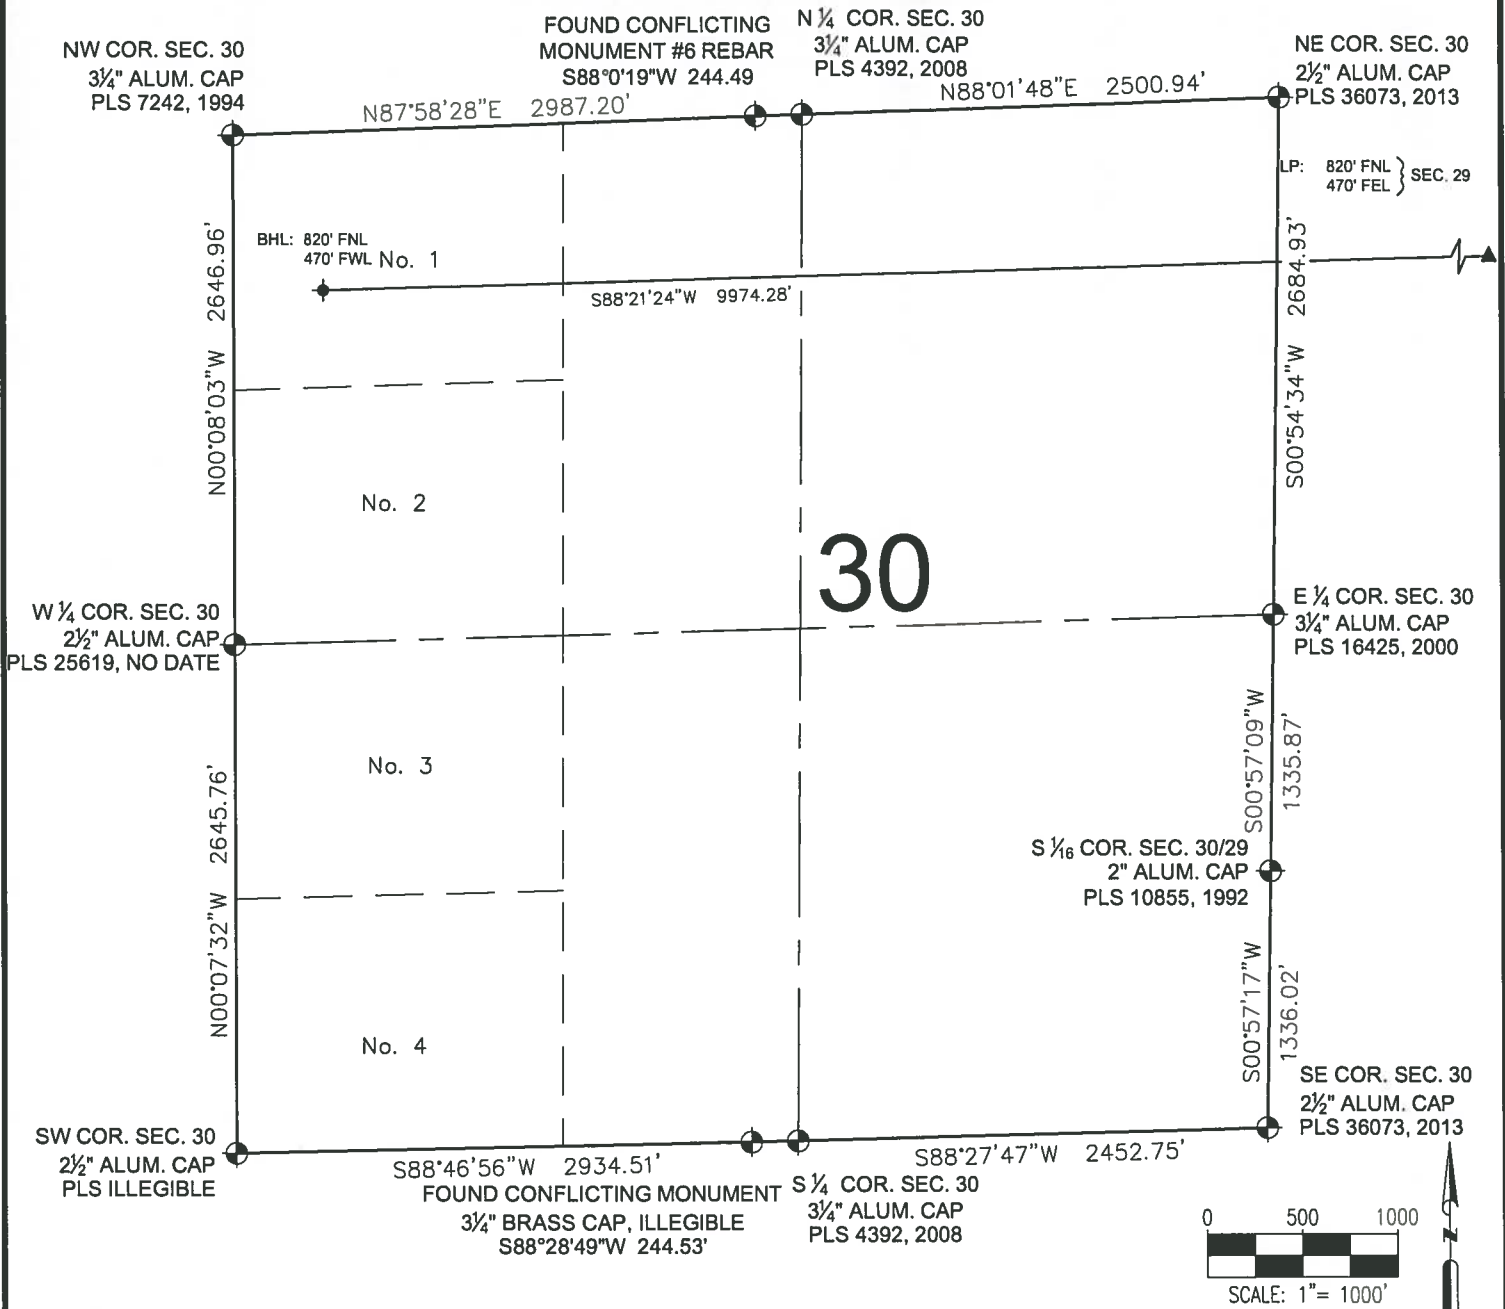 FOUND CONFLICTING
MONUMENT #6 REBAR
S88°0'19"W 244.49
N ¼ COR. SEC. 30
3¼" ALUM. CAP
PLS 4392, 2008
NW COR. SEC. 30
3¼" ALUM. CAP
PLS 7242, 1994
NE COR. SEC. 30
2½" ALUM. CAP
PLS 36073, 2013
N87°58'28"E 2987.20'
N88°01'48"E 2500.94'
LP: 820' FNL
470' FEL } SEC. 29
BHL: 820' FNL
470' FWL
No. 1
S88°21'24"W 9974.28'
N00°08'03"W 2646.96'
S00°54'34"W 2684.93'
No. 2
30
W ¼ COR. SEC. 30
2½" ALUM. CAP
PLS 25619, NO DATE
E ¼ COR. SEC. 30
3¼" ALUM. CAP
PLS 16425, 2000
No. 3
N00°07'32"W 2645.76'
S00°57'09"W
1335.87'
S 1⁄16 COR. SEC. 30/29
2" ALUM. CAP
PLS 10855, 1992
S00°57'17"W
1336.02'
No. 4
SW COR. SEC. 30
2½" ALUM. CAP
PLS ILLEGIBLE
SE COR. SEC. 30
2½" ALUM. CAP
PLS 36073, 2013
S88°46'56"W 2934.51'
S88°27'47"W 2452.75'
FOUND CONFLICTING MONUMENT
3¼" BRASS CAP, ILLEGIBLE
S88°28'49"W 244.53'
S ¼ COR. SEC. 30
3¼" ALUM. CAP
PLS 4392, 2008
0 500 1000
SCALE: 1"= 1000'
N